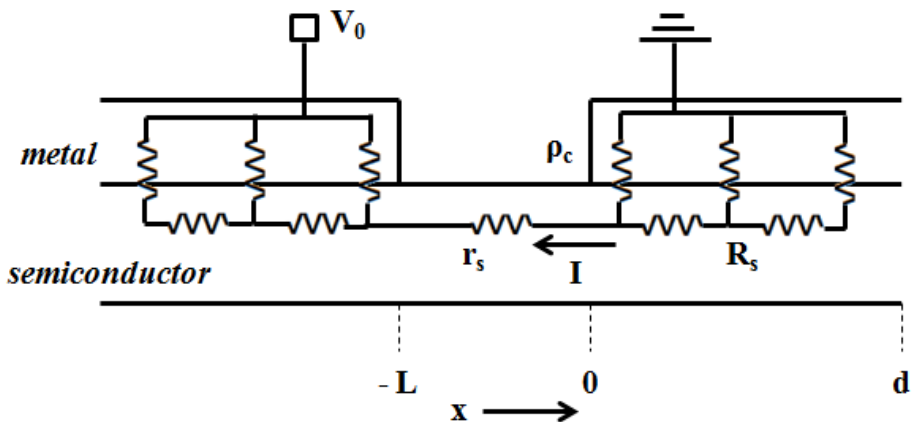 V₀
metal
ρc
rs
I
Rs
semiconductor
- L
0
d
x